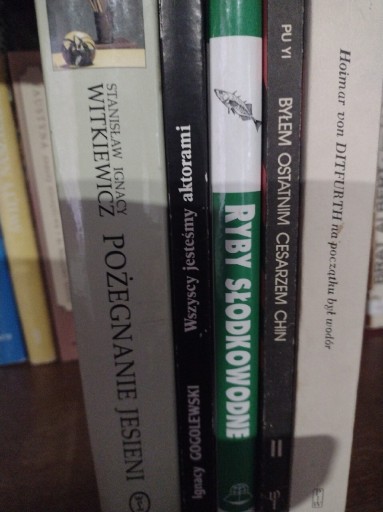 STANISŁAW IGNACY
WITKIEWICZ POŻEGNANIE JESIENI
Ignacy GOGOLEWSKI Wszyscy jesteśmy aktorami
RYBY SŁODKOWODNE
PU YI BYŁEM OSTATNIM CESARZEM CHIN II
Hoimar von DITFURTH na początku był wodór